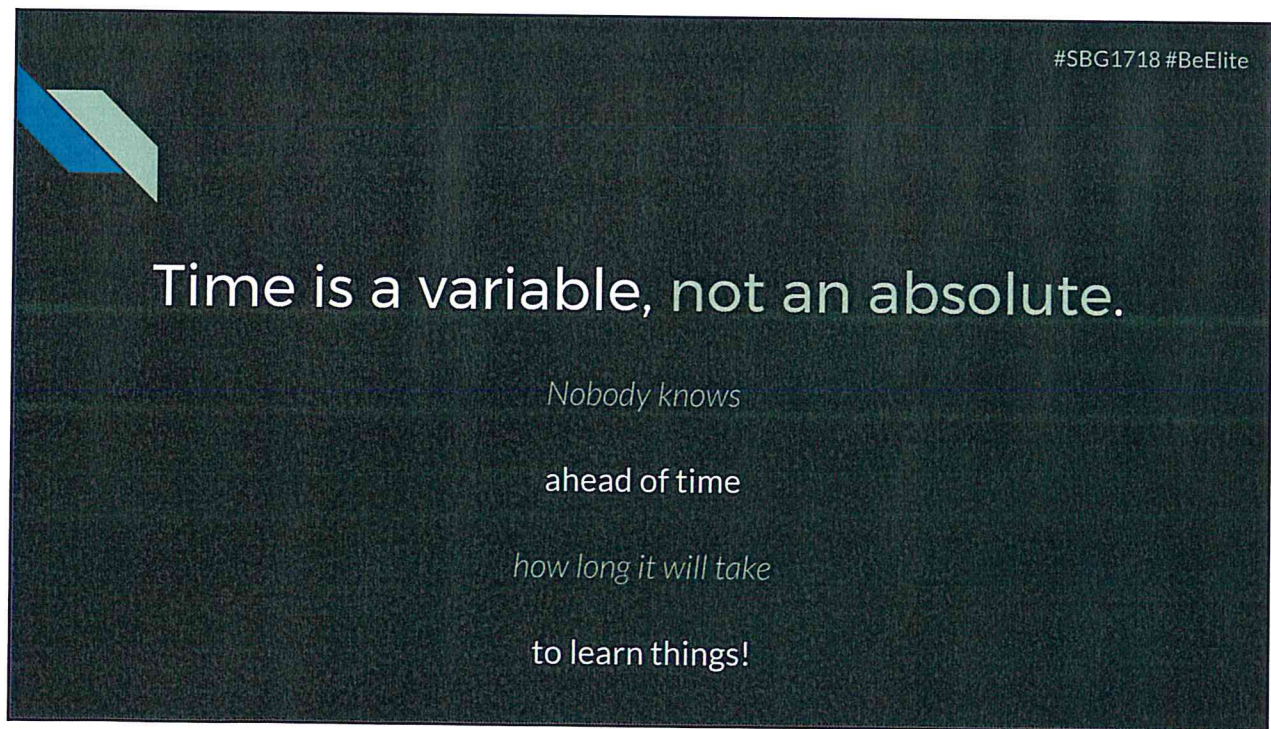 #SBG1718 #BeElite
Time is a variable, not an absolute.
Nobody knows
ahead of time
how long it will take
to learn things!